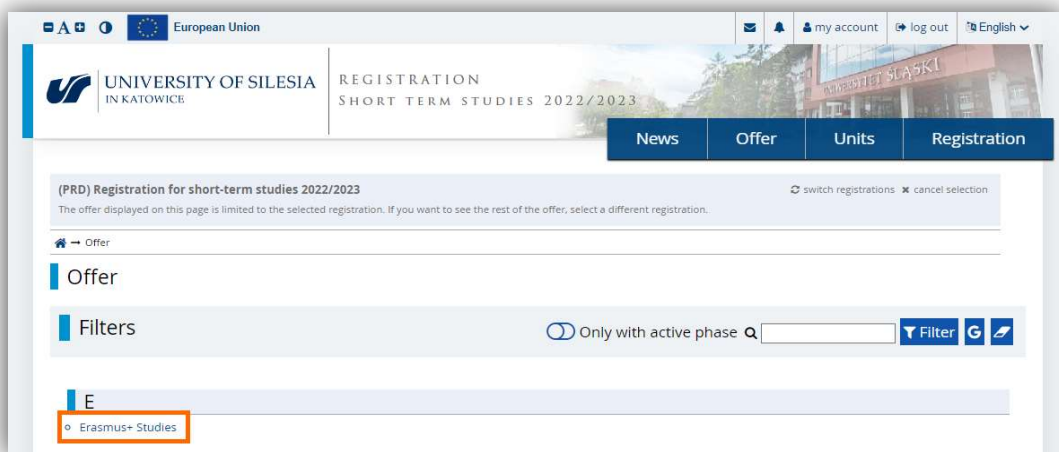 A European Union my account log out English
UNIVERSITY OF SILESIA
IN KATOWICE
REGISTRATION
SHORT TERM STUDIES 2022/2023
UNIWERSYTET ŚLĄSKI
News Offer Units Registration
(PRD) Registration for short-term studies 2022/2023 switch registrations cancel selection
The offer displayed on this page is limited to the selected registration. If you want to see the rest of the offer, select a different registration.
→ Offer
Offer
Filters Only with active phase Filter G
E
Erasmus+ Studies